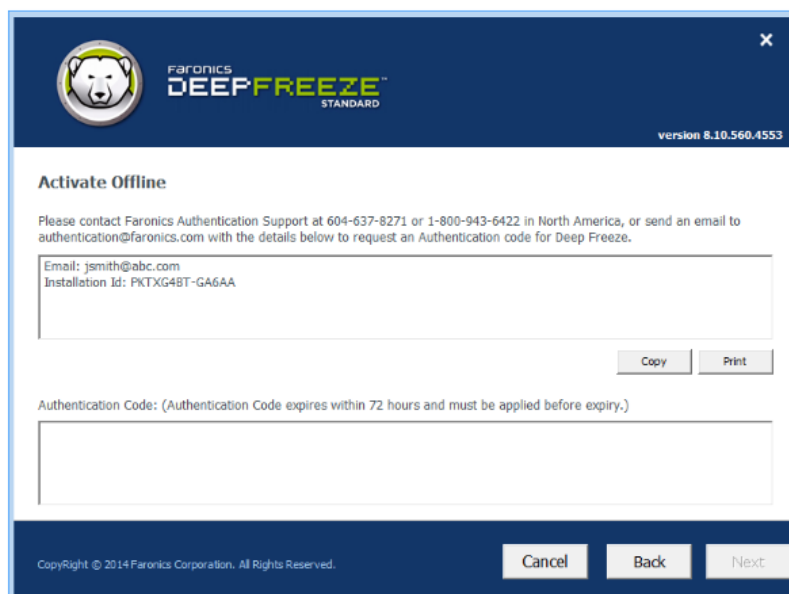 Faronics
DEEPFREEZE™
STANDARD
version 8.10.560.4553
Activate Offline
Please contact Faronics Authentication Support at 604-637-8271 or 1-800-943-6422 in North America, or send an email to
authentication@faronics.com with the details below to request an Authentication code for Deep Freeze.
Email: jsmith@abc.com
Installation Id: PKTXG4BT-GA6AA
Copy Print
Authentication Code: (Authentication Code expires within 72 hours and must be applied before expiry.)
CopyRight © 2014 Faronics Corporation. All Rights Reserved.
Cancel Back Next